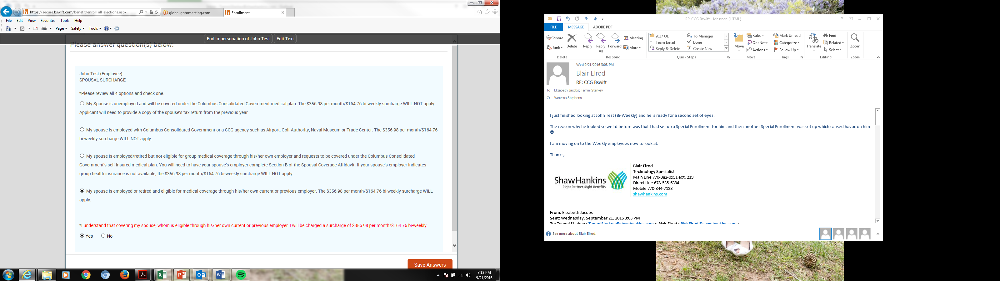 https://secure.bswift.com/benefit/enroll_all_elections.aspx
global.gotomeeting.com
Enrollment
File Edit View Favorites Tools Help
Page Safety Tools
End Impersonation of John Test Edit Text
Please answer question(s) below:
John Test (Employee)
SPOUSAL SURCHARGE
*Please review all 4 options and check one:
My Spouse is unemployed and will be covered under the Columbus Consolidated Government medical plan. The $356.98 per month/$164.76 bi-weekly surcharge WILL NOT apply.
Applicant will need to provide a copy of the spouse's tax return from the previous year.
My spouse is employed with Columbus Consolidated Government or a CCG agency such as Airport, Golf Authority, Naval Museum or Trade Center. The $356.98 per month/$164.76
bi-weekly surcharge WILL NOT apply.
My spouse is employed/retired but not eligible for group medical coverage through his/her own employer and requests to be covered under the Columbus Consolidated
Government's self insured medical plan. You will need to have your spouse's employer complete Section B of the Spousal Coverage Affidavit. If your spouse's employer indicates
group health insurance is not available, the $356.98 per month/$164.76 bi-weekly surcharge WILL NOT apply.
My spouse is employed or retired and eligible for medical coverage through his/her own current or previous employer. The $356.98 per month/$164.76 bi-weekly surcharge WILL
apply.
*I understand that covering my spouse, whom is eligible through his/her own current or previous employer, I will be charged a surcharge of $356.98 per month/$164.76 bi-weekly.
Yes No
Save Answers
3:13 PM
9/21/2016
RE: CCG Bswift - Message (HTML)
FILE MESSAGE ADOBE PDF
Ignore
Junk
Delete
Reply
Reply All
Forward
Meeting
More
2017 OE
Team Email
Reply & Delete
To Manager
Done
Create New
Move
Rules
OneNote
Actions
Mark Unread
Categorize
Follow Up
Translate
Find
Related
Select
Zoom
Delete Respond Quick Steps Move Tags Editing Zoom
Wed 9/21/2016 3:08 PM
Blair Elrod
RE: CCG Bswift
To Elizabeth Jacobs; Tammi Starkey
Cc Vanessa Stephens
I just finished looking at John Test (Bi-Weekly) and he is ready for a second set of eyes.
The reason why he looked so weird before was that I had set up a Special Enrollment for him and then another Special Enrollment was set up which caused havoc on him
☺
I am moving on to the Weekly employees now to look at.
Thanks,
ShawHankins
Right Partner. Right Benefits.
Blair Elrod
Technology Specialist
Main Line 770-382-0951 ext. 219
Direct Line 678-535-6394
Mobile 770-344-7128
shawhankins.com
From: Elizabeth Jacobs
Sent: Wednesday, September 21, 2016 3:03 PM
To: Tammi Starkey <TammiStarkey@shawhankins.com>; Blair Elrod <BlairElrod@shawhankins.com>
See more about Blair Elrod.